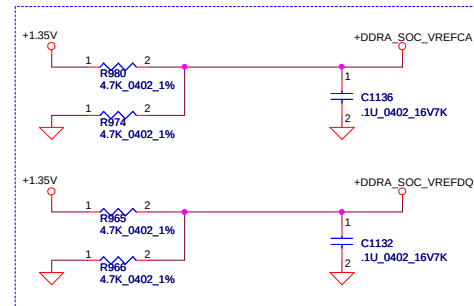 +1.35V
+DDRA_SOC_VREFCA
1 2
R980
4.7K_0402_1%
1
C1136
.1U_0402_16V7K
2
1 2
R974
4.7K_0402_1%
+1.35V
+DDRA_SOC_VREFDQ
1 2
R965
4.7K_0402_1%
1
C1132
.1U_0402_16V7K
2
1 2
R966
4.7K_0402_1%